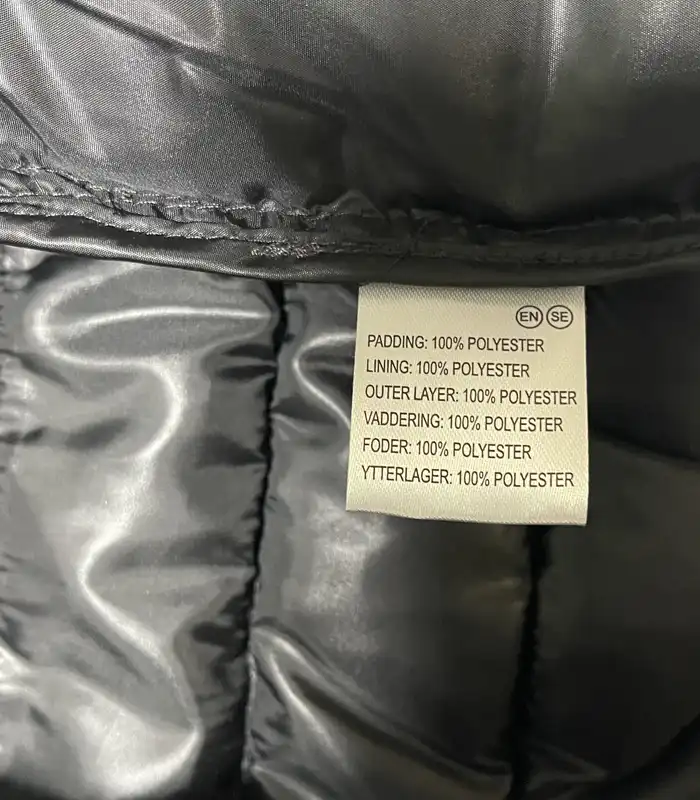 EN SE
PADDING: 100% POLYESTER
LINING: 100% POLYESTER
OUTER LAYER: 100% POLYESTER
VADDERING: 100% POLYESTER
FODER: 100% POLYESTER
YTTERLAGER: 100% POLYESTER